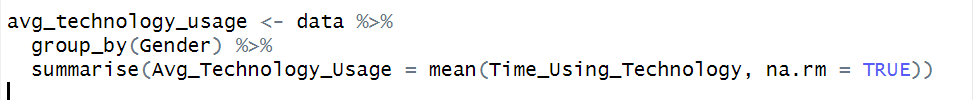 avg_technology_usage <- data %>%
  group_by(Gender) %>%
  summarise(Avg_Technology_Usage = mean(Time_Using_Technology, na.rm = TRUE))